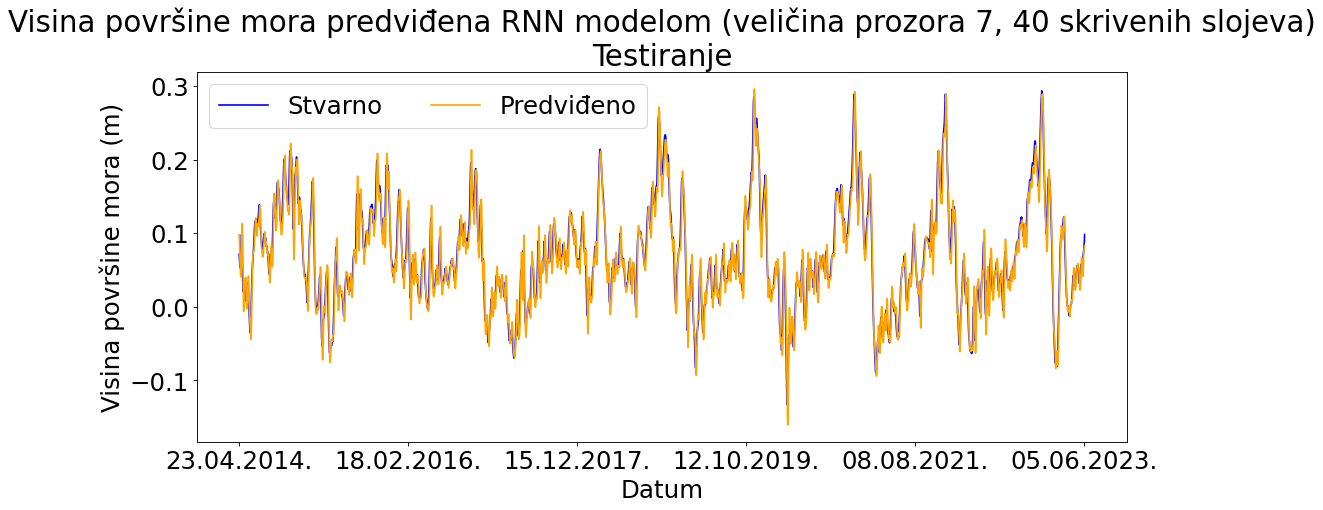 Visina površine mora predviđena RNN modelom (veličina prozora 7, 40 skrivenih slojeva)
Testiranje
Stvarno Predviđeno
Visina površine mora (m)
0.3
0.2
0.1
0.0
−0.1
23.04.2014. 18.02.2016. 15.12.2017. 12.10.2019. 08.08.2021. 05.06.2023.
Datum